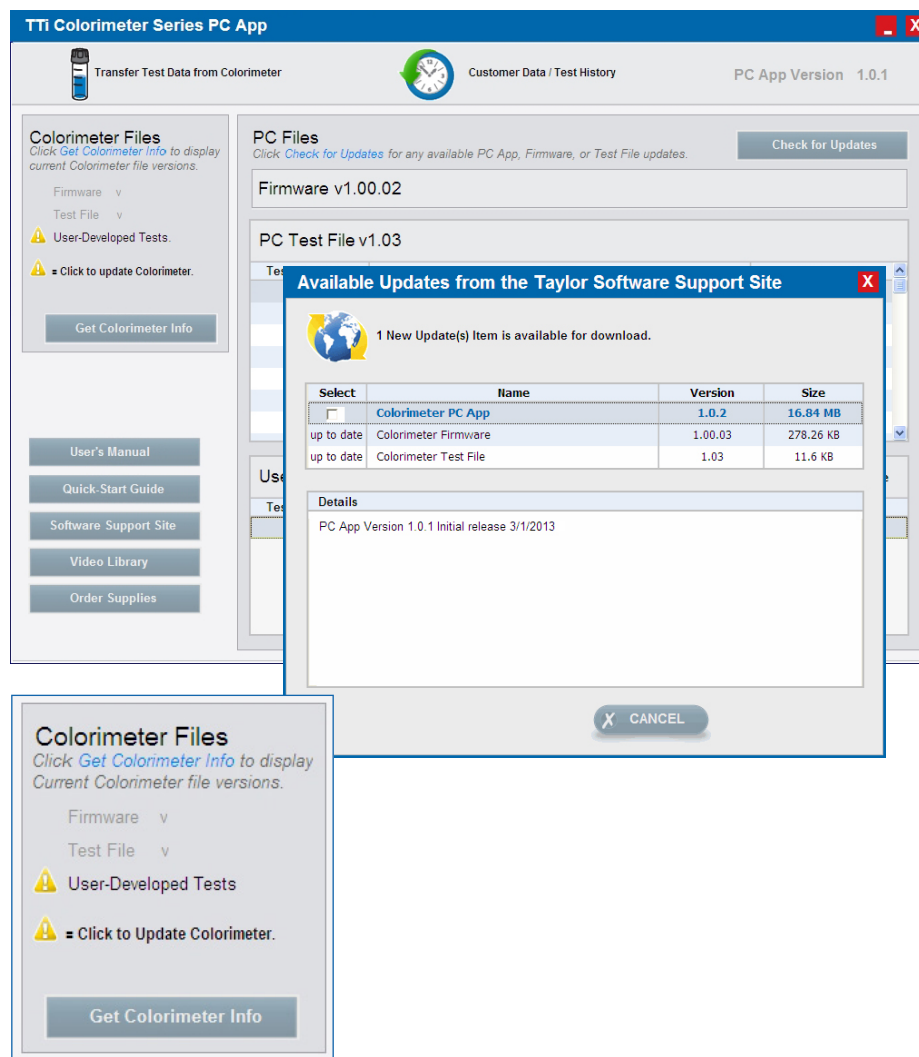 TTi Colorimeter Series PC App
X
Transfer Test Data from Colorimeter
Customer Data / Test History
PC App Version 1.0.1
Colorimeter Files
Click Get Colorimeter Info to display
current Colorimeter file versions.
Firmware v
Test File v
User-Developed Tests.
= Click to update Colorimeter.
Get Colorimeter Info
User's Manual
Quick-Start Guide
Software Support Site
Video Library
Order Supplies
PC Files
Click Check for Updates for any available PC App, Firmware, or Test File updates.
Check for Updates
Firmware v1.00.02
PC Test File v1.03
Available Updates from the Taylor Software Support Site
X
1 New Update(s) Item is available for download.
Select Name Version Size
Colorimeter PC App 1.0.2 16.84 MB
up to date Colorimeter Firmware 1.00.03 278.26 KB
up to date Colorimeter Test File 1.03 11.6 KB
Details
PC App Version 1.0.1 Initial release 3/1/2013
X CANCEL
Colorimeter Files
Click Get Colorimeter Info to display
Current Colorimeter file versions.
Firmware v
Test File v
User-Developed Tests
= Click to Update Colorimeter.
Get Colorimeter Info